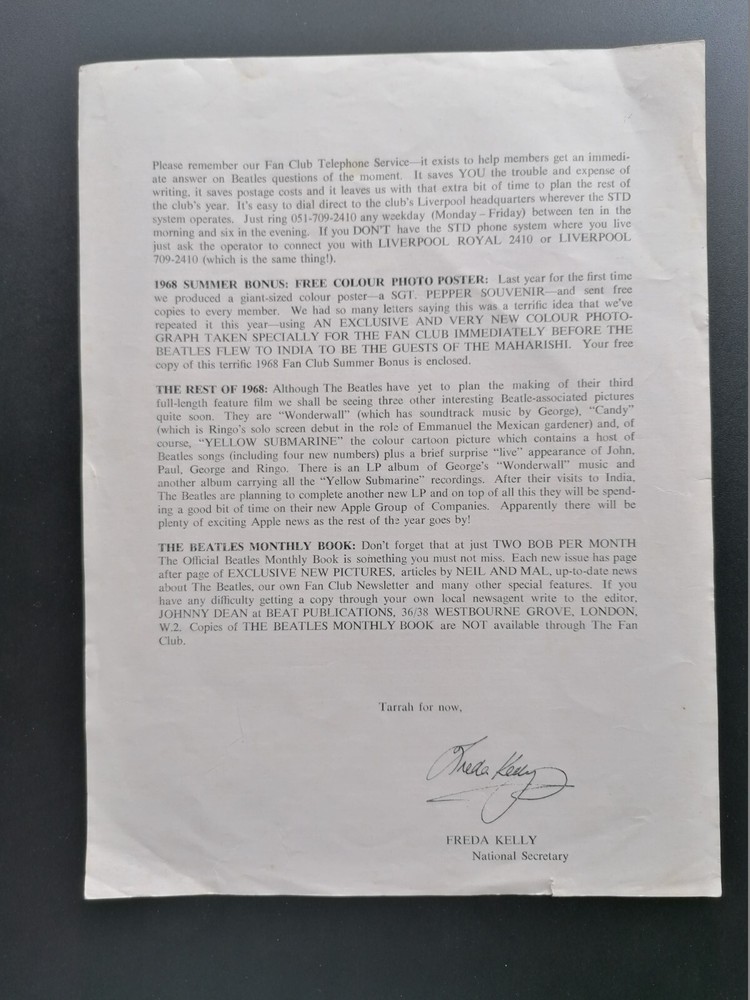 Please remember our Fan Club Telephone Service—it exists to help members get an immedi-
ate answer on Beatles questions of the moment. It saves YOU the trouble and expense of
writing, it saves postage costs and it leaves us with that extra bit of time to plan the rest of
the club's year. It's easy to dial direct to the club's Liverpool headquarters wherever the STD
system operates. Just ring 051-709-2410 any weekday (Monday – Friday) between ten in the
morning and six in the evening. If you DON'T have the STD phone system where you live
just ask the operator to connect you with LIVERPOOL ROYAL 2410 or LIVERPOOL
709-2410 (which is the same thing!).
1968 SUMMER BONUS: FREE COLOUR PHOTO POSTER: Last year for the first time
we produced a giant-sized colour poster—a SGT. PEPPER SOUVENIR—and sent free
copies to every member. We had so many letters saying this was a terrific idea that we've
repeated it this year—using AN EXCLUSIVE AND VERY NEW COLOUR PHOTO-
GRAPH TAKEN SPECIALLY FOR THE FAN CLUB IMMEDIATELY BEFORE THE
BEATLES FLEW TO INDIA TO BE THE GUESTS OF THE MAHARISHI. Your free
copy of this terrific 1968 Fan Club Summer Bonus is enclosed.
THE REST OF 1968: Although The Beatles have yet to plan the making of their third
full-length feature film we shall be seeing three other interesting Beatle-associated pictures
quite soon. They are "Wonderwall" (which has soundtrack music by George), "Candy"
(which is Ringo's solo screen debut in the role of Emmanuel the Mexican gardener) and, of
course, "YELLOW SUBMARINE" the colour cartoon picture which contains a host of
Beatles songs (including four new numbers) plus a brief surprise "live" appearance of John,
Paul, George and Ringo. There is an LP album of George's "Wonderwall" music and
another album carrying all the "Yellow Submarine" recordings. After their visits to India,
The Beatles are planning to complete another new LP and on top of all this they will be spend-
ing a good bit of time on their new Apple Group of Companies. Apparently there will be
plenty of exciting Apple news as the rest of the year goes by!
THE BEATLES MONTHLY BOOK: Don't forget that at just TWO BOB PER MONTH
The Official Beatles Monthly Book is something you must not miss. Each new issue has page
after page of EXCLUSIVE NEW PICTURES, articles by NEIL AND MAL, up-to-date news
about The Beatles, our own Fan Club Newsletter and many other special features. If you
have any difficulty getting a copy through your own local newsagent write to the editor,
JOHNNY DEAN at BEAT PUBLICATIONS, 36/38 WESTBOURNE GROVE, LONDON,
W.2. Copies of THE BEATLES MONTHLY BOOK are NOT available through The Fan
Club.
Tarrah for now,
Freda Kelly
FREDA KELLY
National Secretary